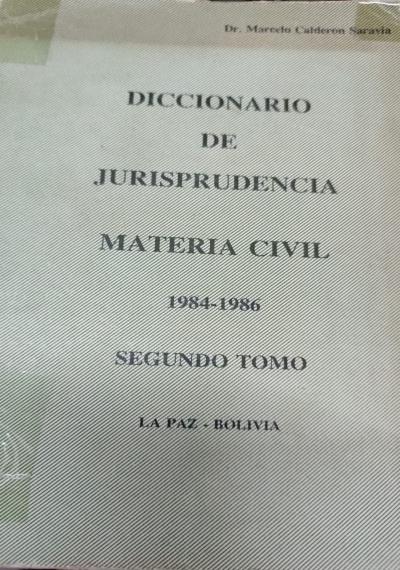 Dr. Marcelo Calderon Saravia
DICCIONARIO
DE
JURISPRUDENCIA
MATERIA CIVIL
1984-1986
SEGUNDO TOMO
LA PAZ - BOLIVIA